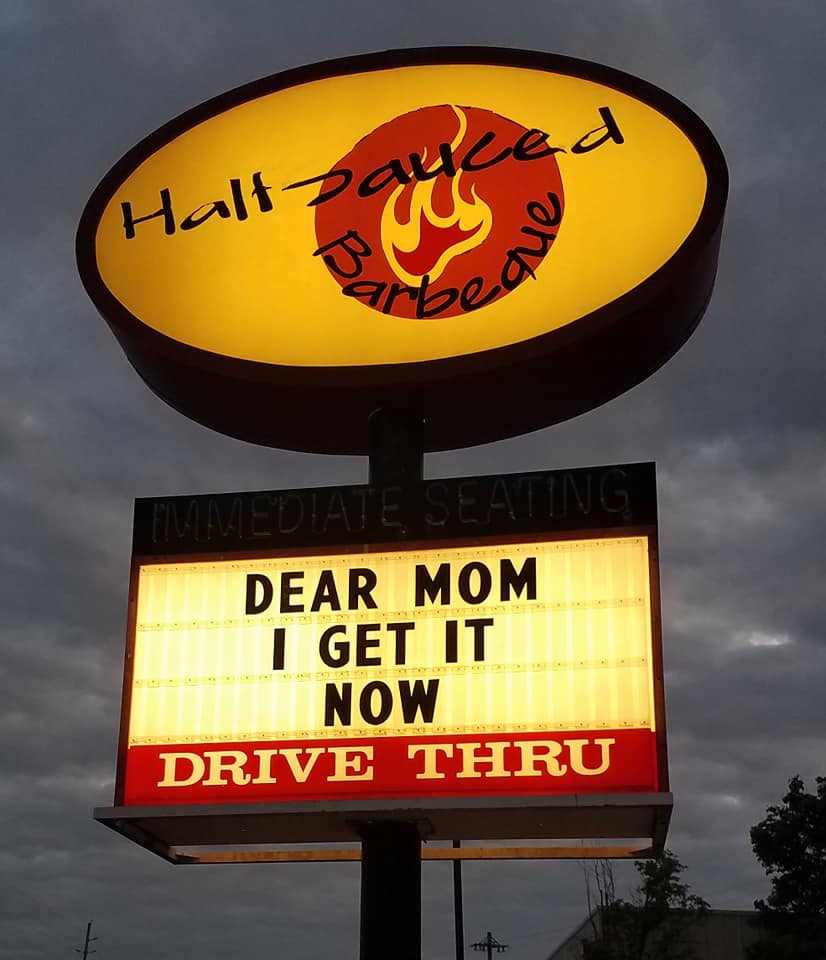 Half-sauced
Barbeque
IMMEDIATE SEATING
DEAR MOM
I GET IT
NOW
DRIVE THRU